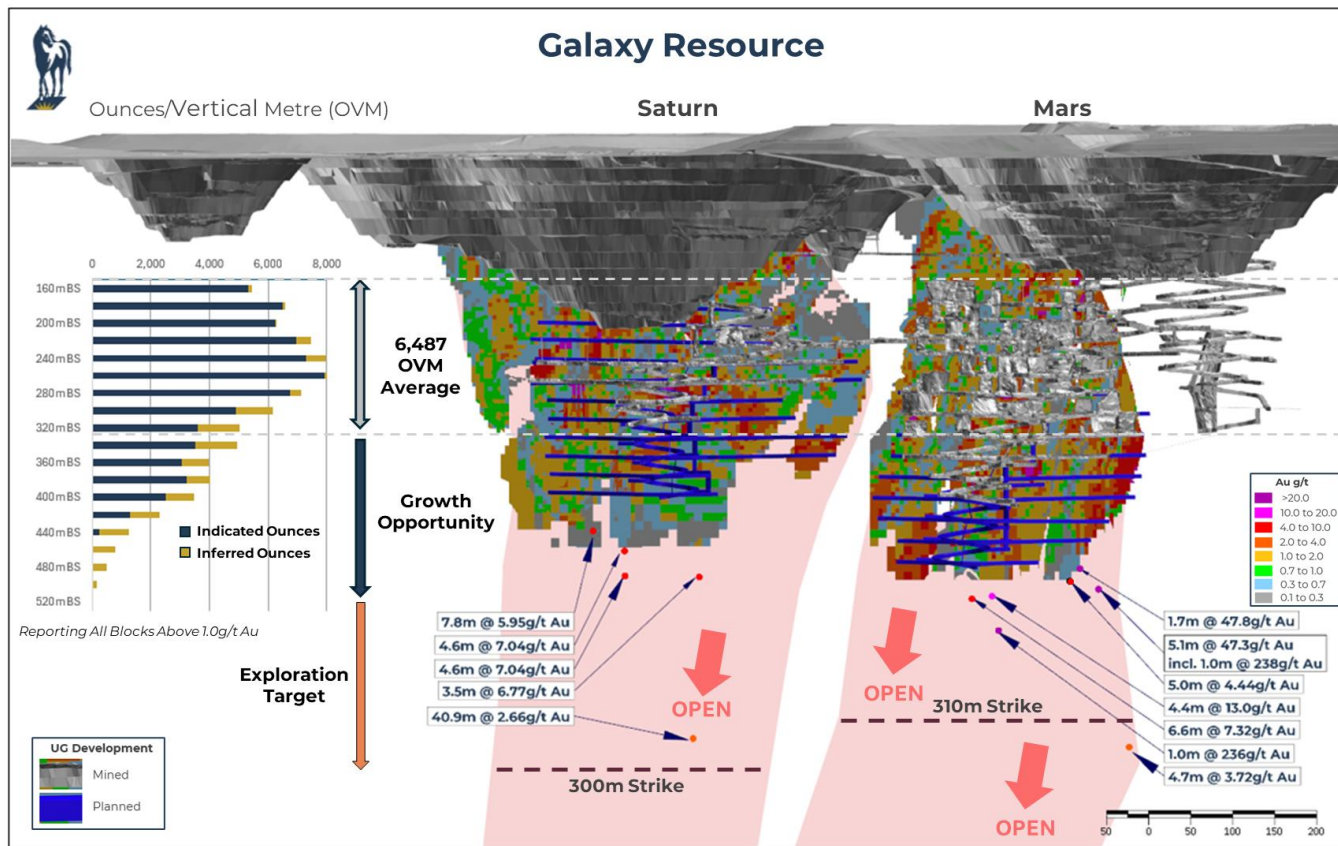 Galaxy Resource
Ounces/Vertical Metre (OVM)
Saturn
Mars
0
2,000
4,000
6,000
8,000
160mBS
200mBS
240mBS
280mBS
320mBS
360mBS
400mBS
440mBS
480mBS
520mBS
Indicated Ounces
Inferred Ounces
Reporting All Blocks Above 1.0g/t Au
6,487
OVM
Average
Growth
Opportunity
Exploration
Target
UG Development
Mined
Planned
7.8m @ 5.95g/t Au
4.6m @ 7.04g/t Au
4.6m @ 7.04g/t Au
3.5m @ 6.77g/t Au
40.9m @ 2.66g/t Au
OPEN
300m Strike
OPEN
310m Strike
OPEN
Au g/t
>20.0
10.0 to 20.0
4.0 to 10.0
2.0 to 4.0
1.0 to 2.0
0.7 to 1.0
0.3 to 0.7
0.1 to 0.3
1.7m @ 47.8g/t Au
5.1m @ 47.3g/t Au
incl. 1.0m @ 238g/t Au
5.0m @ 4.44g/t Au
4.4m @ 13.0g/t Au
6.6m @ 7.32g/t Au
1.0m @ 236g/t Au
4.7m @ 3.72g/t Au
50
0
50
100
150
200